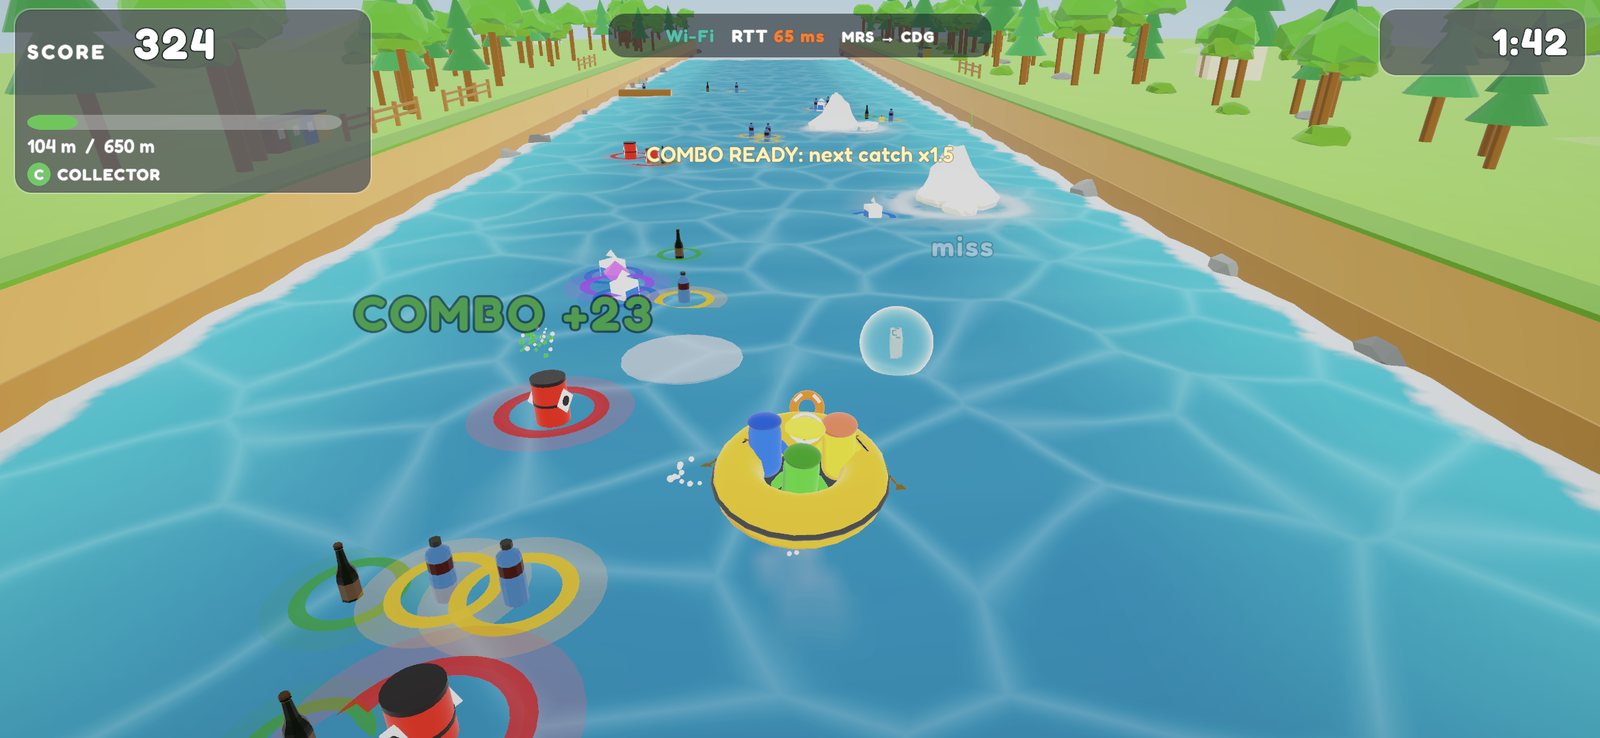 SCORE 324
104 m / 650 m
C COLLECTOR
Wi-Fi RTT 65 ms MRS → CDG
1:42
COMBO READY: next catch x1.5
miss
COMBO +23